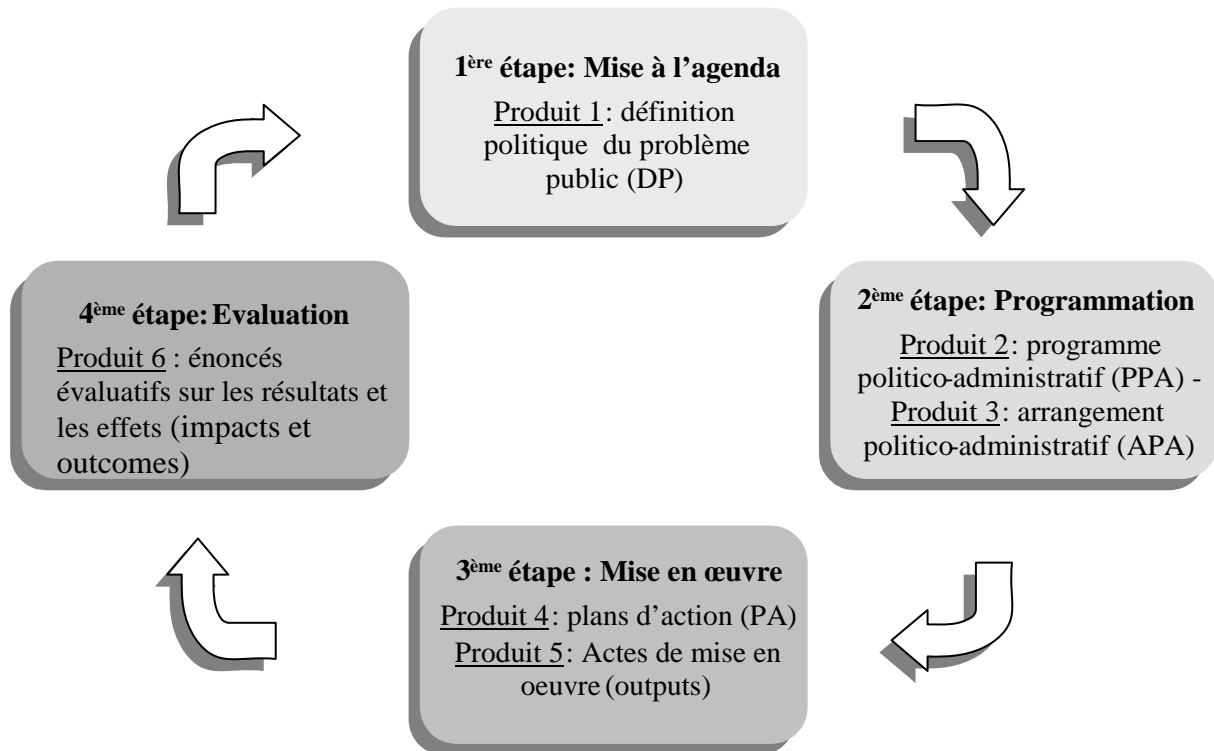 1ère étape: Mise à l’agenda
Produit 1: définition
politique du problème
public (DP)
2ème étape: Programmation
Produit 2: programme
politico-administratif (PPA) -
Produit 3: arrangement
politico-administratif (APA)
3ème étape : Mise en œuvre
Produit 4: plans d’action (PA)
Produit 5: Actes de mise en
oeuvre (outputs)
4ème étape: Evaluation
Produit 6 : énoncés
évaluatifs sur les résultats et
les effets (impacts et
outcomes)